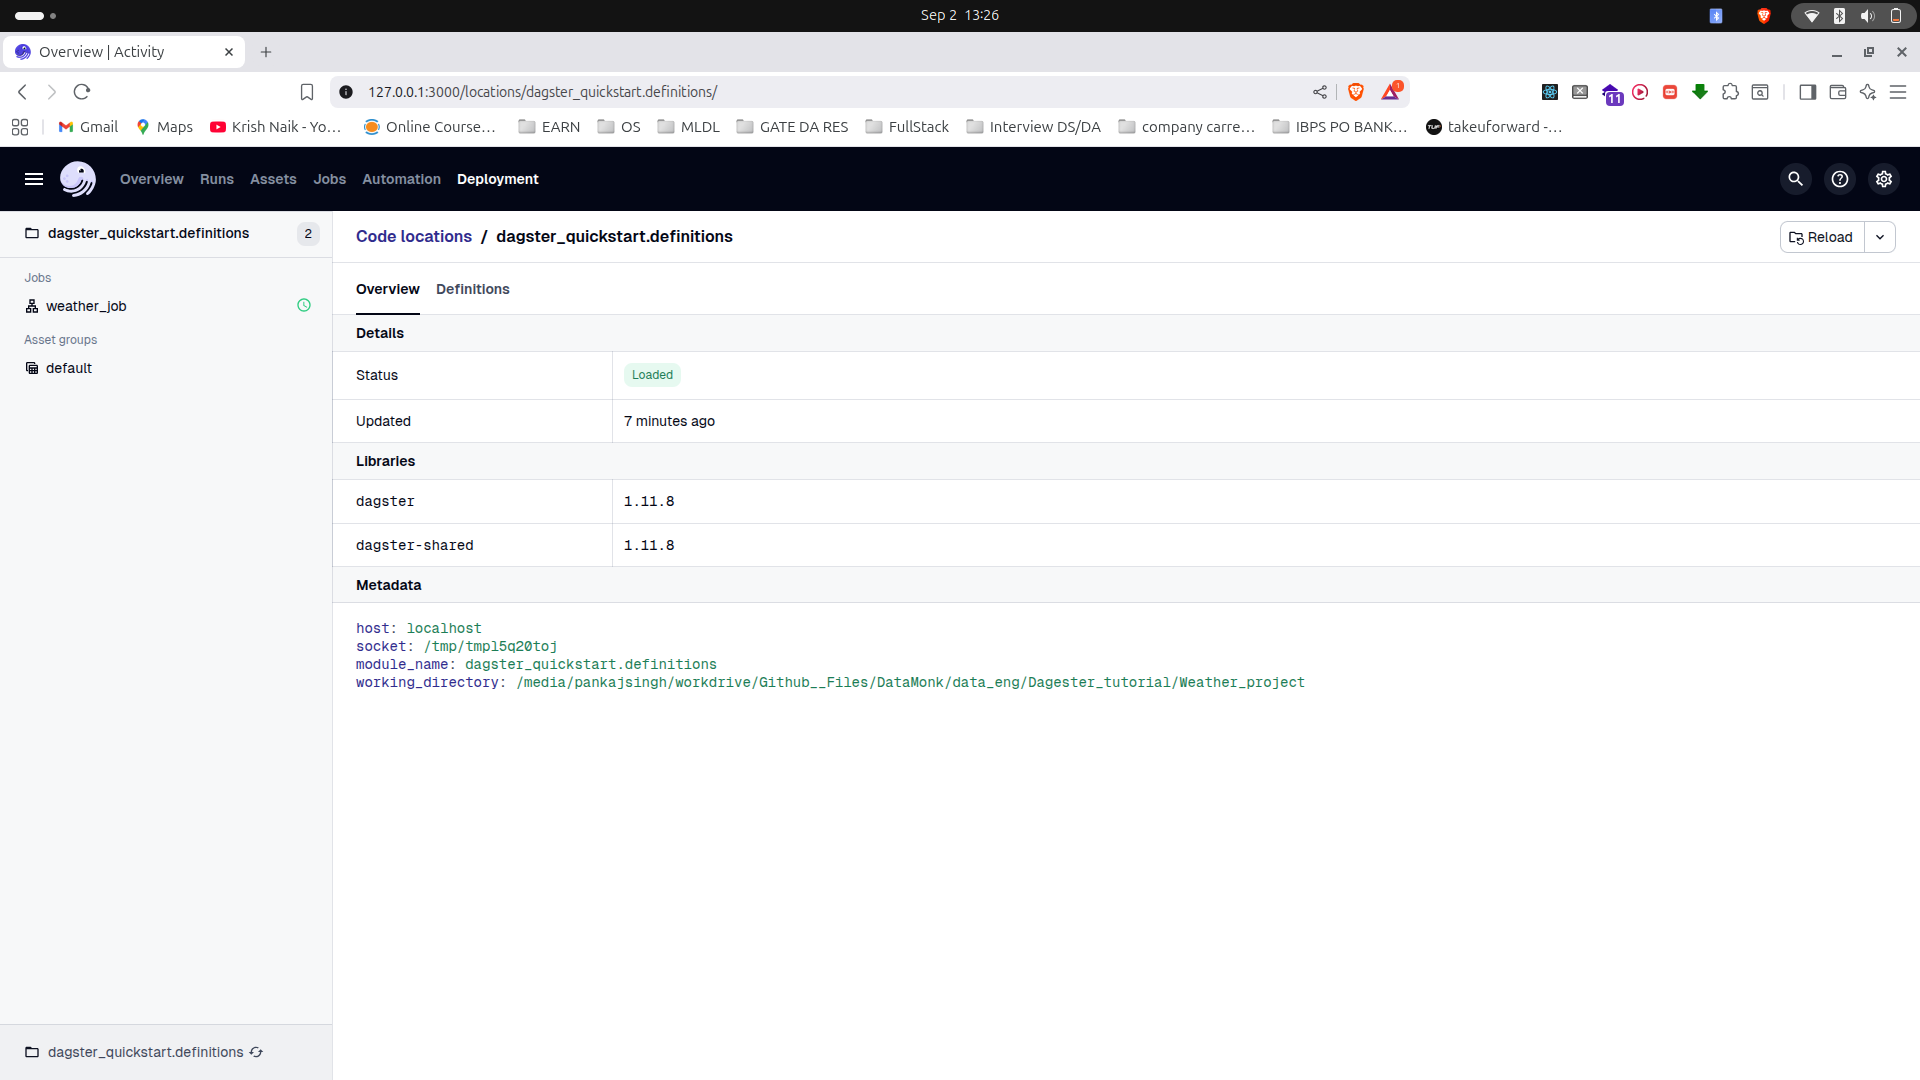 Sep 2 13:26
Overview | Activity
127.0.0.1:3000/locations/dagster_quickstart.definitions/
1
11
Gmail
Maps
Krish Naik - Yo...
Online Course...
EARN
OS
MLDL
GATE DA RES
FullStack
Interview DS/DA
company carre...
IBPS PO BANK...
TUF
takeuforward -...
Overview
Runs
Assets
Jobs
Automation
Deployment
dagster_quickstart.definitions 2
Jobs
weather_job
Asset groups
default
Code locations / dagster_quickstart.definitions
Reload
Overview
Definitions
Details
Status Loaded
Updated 7 minutes ago
Libraries
dagster 1.11.8
dagster-shared 1.11.8
Metadata
host: localhost
socket: /tmp/tmpl5q20toj
module_name: dagster_quickstart.definitions
working_directory: /media/pankajsingh/workdrive/Github__Files/DataMonk/data_eng/Dagester_tutorial/Weather_project
dagster_quickstart.definitions